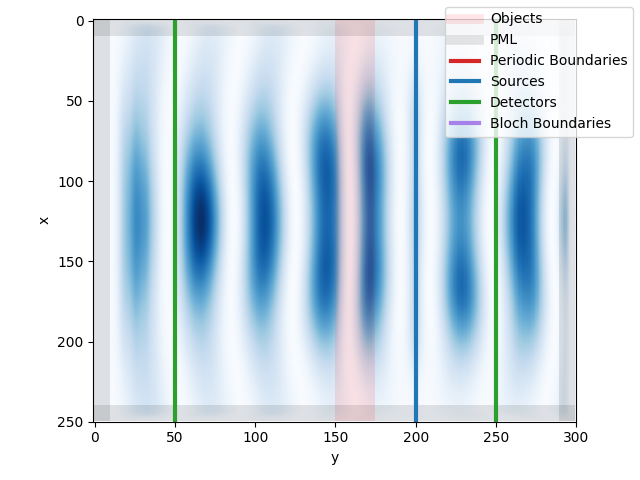 Objects
PML
Periodic Boundaries
Sources
Detectors
Bloch Boundaries
0
50
100
150
200
250
x
0
50
100
150
200
250
300
y